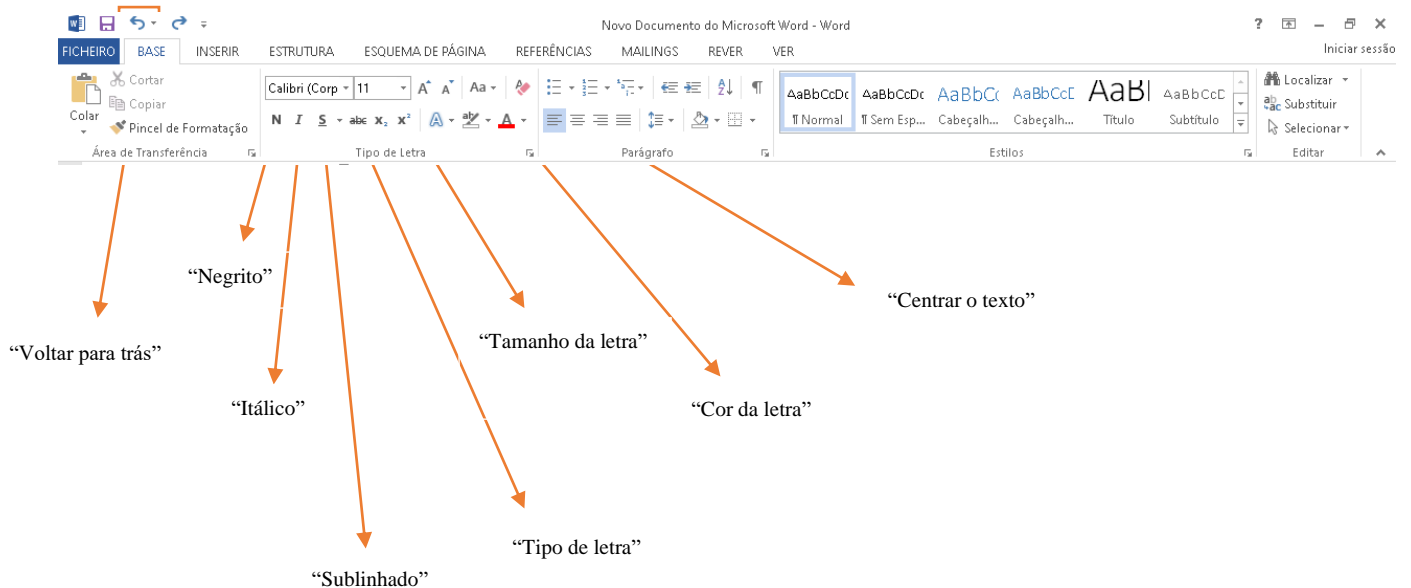 Novo Documento do Microsoft Word - Word
?
FICHEIRO BASE INSERIR ESTRUTURA ESQUEMA DE PÁGINA REFERÊNCIAS MAILINGS REVER VER Iniciar sessão
Colar
Cortar
Copiar
Pincel de Formatação
Área de Transferência
Calibri (Corp 11 A A Aa
N I S abc x₂ x² A ab A
Tipo de Letra
Parágrafo
AaBbCcDc AaBbCcDc AaBbCc AaBbCcD AaBl AaBbCcD
¶ Normal ¶ Sem Esp... Cabeçalh... Cabeçalh... Título Subtítulo
Estilos
Localizar
Substituir
Selecionar
Editar
“Negrito”
“Centrar o texto”
“Voltar para trás”
“Tamanho da letra”
“Itálico”
“Cor da letra”
“Tipo de letra”
“Sublinhado”